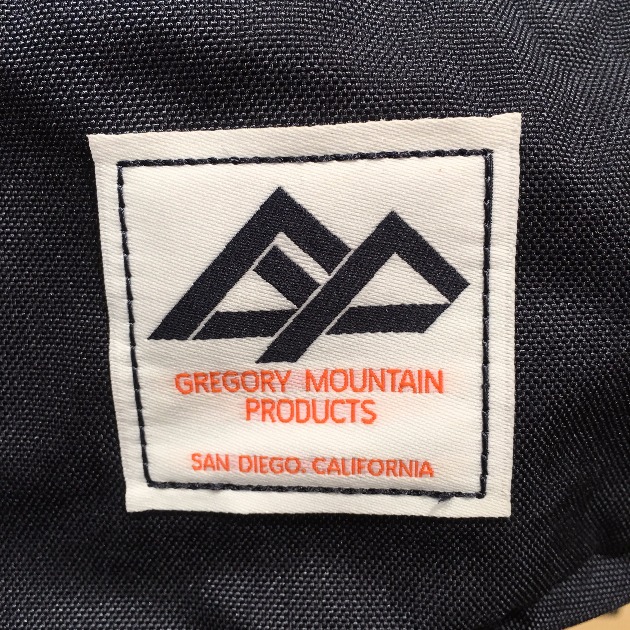 GREGORY MOUNTAIN
PRODUCTS
SAN DIEGO, CALIFORNIA